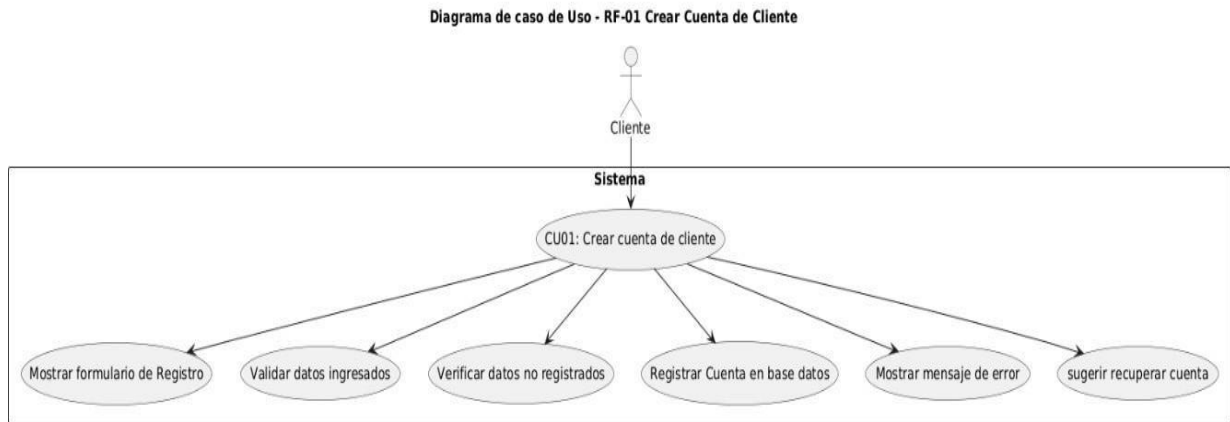 Diagrama de caso de Uso - RF-01 Crear Cuenta de Cliente
Cliente
Sistema
CU01: Crear cuenta de cliente
Mostrar formulario de Registro
Validar datos ingresados
Verificar datos no registrados
Registrar Cuenta en base datos
Mostrar mensaje de error
sugerir recuperar cuenta